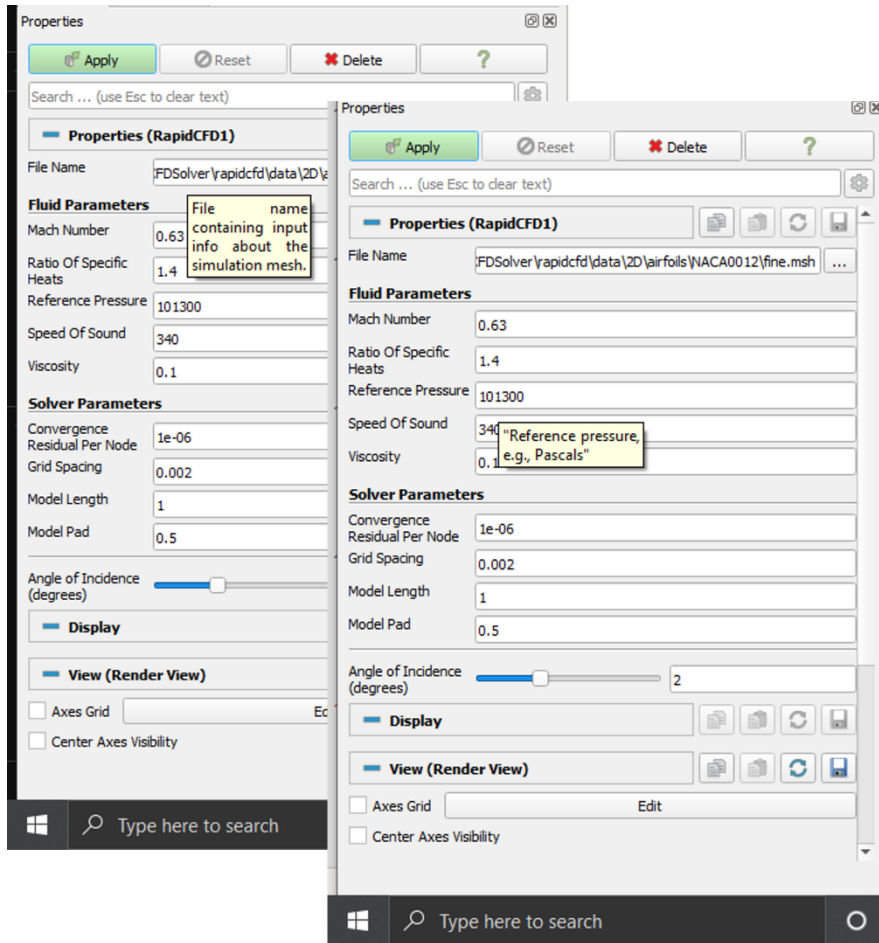 Properties
Apply
Reset
Delete
?
Search ... (use Esc to clear text)
Properties (RapidCFD1)
File Name
:FDSolver\rapidcfd\data\2D\a
File name
containing input
info about the
simulation mesh.
Fluid Parameters
Mach Number
0.63
Ratio Of Specific
Heats
1.4
Reference Pressure
101300
Speed Of Sound
340
Viscosity
0.1
Solver Parameters
Convergence
Residual Per Node
1e-06
Grid Spacing
0.002
Model Length
1
Model Pad
0.5
Angle of Incidence
(degrees)
Display
View (Render View)
Axes Grid
Ed
Center Axes Visibility
Type here to search
Properties
Apply
Reset
Delete
?
Search ... (use Esc to clear text)
Properties (RapidCFD1)
File Name
:FDSolver\rapidcfd\data\2D\airfoils\NACA0012\fine.msh
...
Fluid Parameters
Mach Number
0.63
Ratio Of Specific
Heats
1.4
Reference Pressure
101300
Speed Of Sound
340
"Reference pressure,
e.g., Pascals"
Viscosity
0.1
Solver Parameters
Convergence
Residual Per Node
1e-06
Grid Spacing
0.002
Model Length
1
Model Pad
0.5
Angle of Incidence
(degrees)
2
Display
View (Render View)
Axes Grid
Edit
Center Axes Visibility
Type here to search